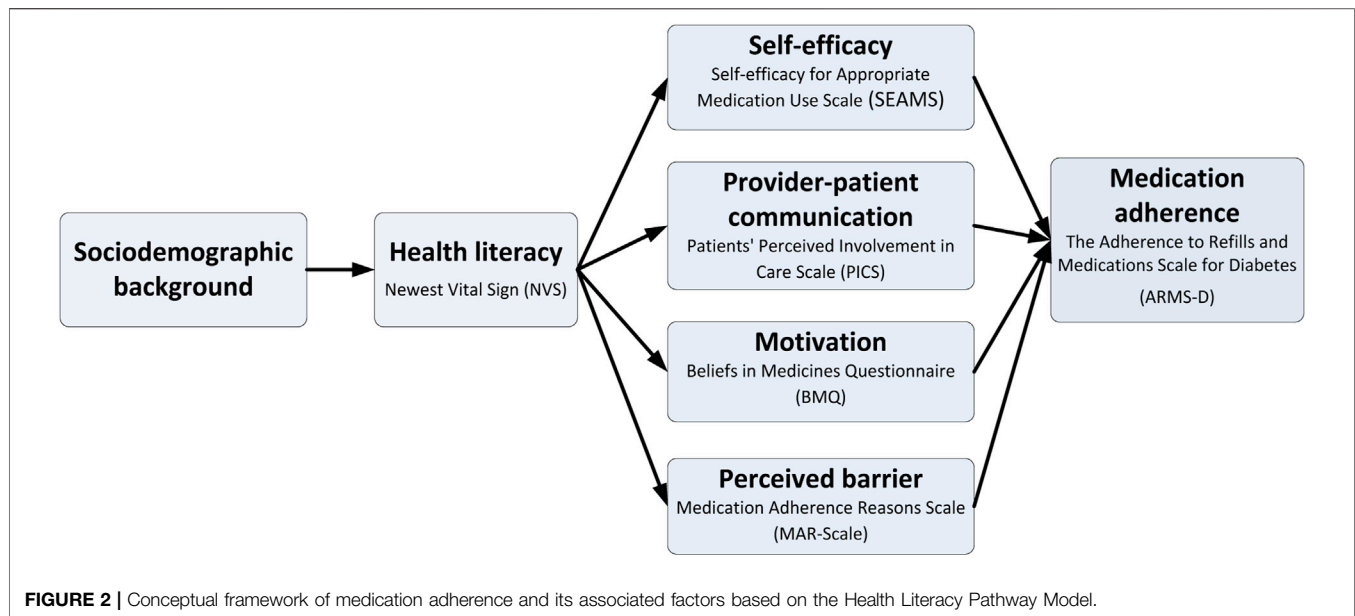 Sociodemographic
background
Health literacy
Newest Vital Sign (NVS)
Self-efficacy
Self-efficacy for Appropriate
Medication Use Scale (SEAMS)
Provider-patient
communication
Patients' Perceived Involvement in
Care Scale (PICS)
Motivation
Beliefs in Medicines Questionnaire
(BMQ)
Perceived barrier
Medication Adherence Reasons Scale
(MAR-Scale)
Medication
adherence
The Adherence to Refills and
Medications Scale for Diabetes
(ARMS-D)
FIGURE 2 | Conceptual framework of medication adherence and its associated factors based on the Health Literacy Pathway Model.